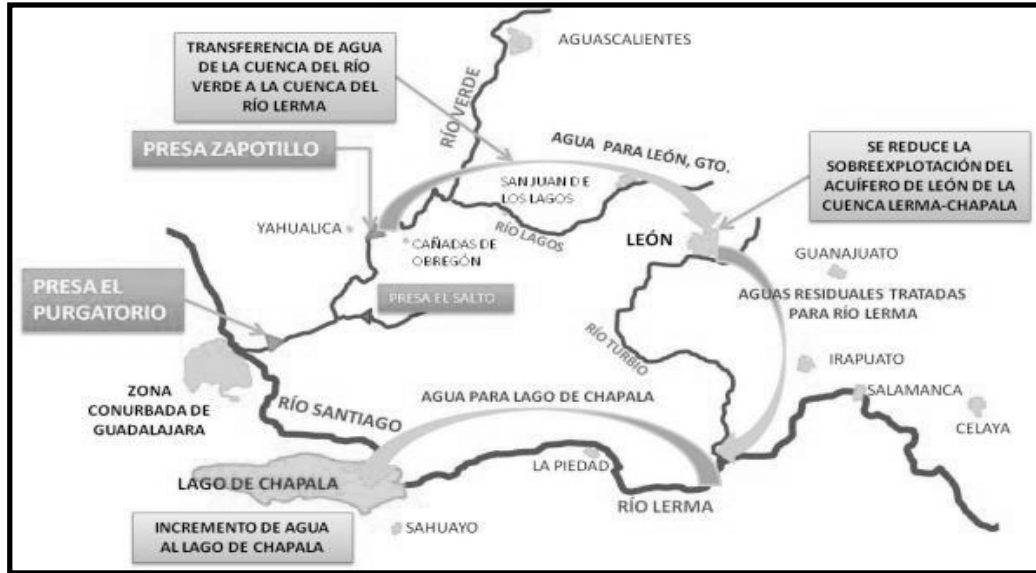 AGUASCALIENTES
TRANSFERENCIA DE AGUA
DE LA CUENCA DEL RÍO
VERDE A LA CUENCA DEL
RÍO LERMA
RÍO VERDE
PRESA ZAPOTILLO
AGUA PARA LEÓN, GTO.
SE REDUCE LA
SOBREEXPLOTACIÓN DEL
ACUÍFERO DE LEÓN DE LA
CUENCA LERMA-CHAPALA
SAN JUAN DE
LOS LAGOS
RÍO LAGOS
YAHUALICA
CAÑADAS DE
OBREGÓN
LEÓN
GUANAJUATO
PRESA EL
PURGATORIO
PRESA EL SALTO
AGUAS RESIDUALES TRATADAS
PARA RÍO LERMA
RÍO TURBIO
IRAPUATO
SALAMANCA
CELAYA
ZONA
CONURBADA DE
GUADALAJARA
RÍO SANTIAGO
AGUA PARA LAGO DE CHAPALA
LA PIEDAD
LAGO DE CHAPALA
RÍO LERMA
INCREMENTO DE AGUA
AL LAGO DE CHAPALA
SAHUAYO